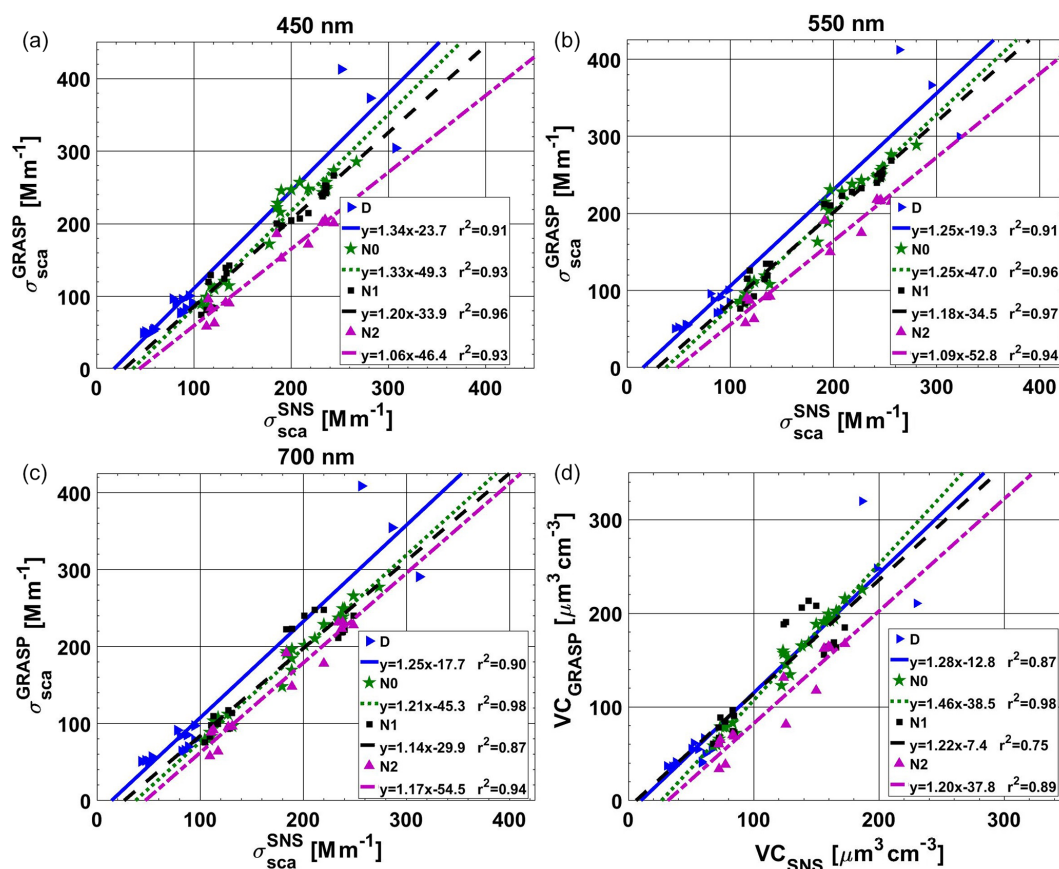 450 nm
(a)
400
300
200
100
0
σ_sca^GRASP [M m⁻¹]
0 100 200 300 400
σ_sca^SNS [M m⁻¹]
D
y=1.34x-23.7 r²=0.91
N0
y=1.33x-49.3 r²=0.93
N1
y=1.20x-33.9 r²=0.96
N2
y=1.06x-46.4 r²=0.93
550 nm
(b)
400
300
200
100
0
σ_sca^GRASP [M m⁻¹]
0 100 200 300 400
σ_sca^SNS [M m⁻¹]
D
y=1.25x-19.3 r²=0.91
N0
y=1.25x-47.0 r²=0.96
N1
y=1.18x-34.5 r²=0.97
N2
y=1.09x-52.8 r²=0.94
(c)
700 nm
400
300
200
100
0
σ_sca^GRASP [M m⁻¹]
0 100 200 300 400
σ_sca^SNS [M m⁻¹]
D
y=1.25x-17.7 r²=0.90
N0
y=1.21x-45.3 r²=0.98
N1
y=1.14x-29.9 r²=0.87
N2
y=1.17x-54.5 r²=0.94
(d)
300
200
100
0
VC_GRASP [μm³ cm⁻³]
0 100 200 300
VC_SNS [μm³ cm⁻³]
D
y=1.28x-12.8 r²=0.87
N0
y=1.46x-38.5 r²=0.98
N1
y=1.22x-7.4 r²=0.75
N2
y=1.20x-37.8 r²=0.89